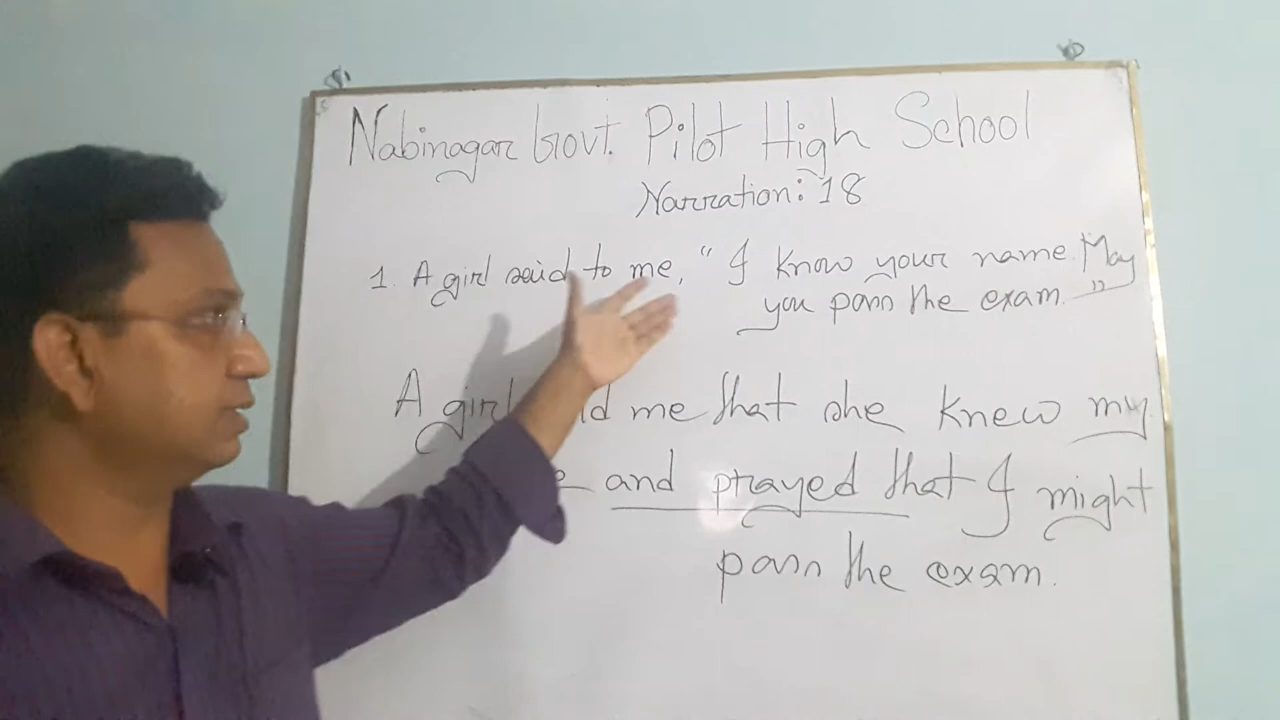 Nabinagar Govt. Pilot High School
Narration: 18
1. A girl said to me, "I know your name. May
you pass the exam."
A girl me that she knew my
and prayed that I might
pass the exam.